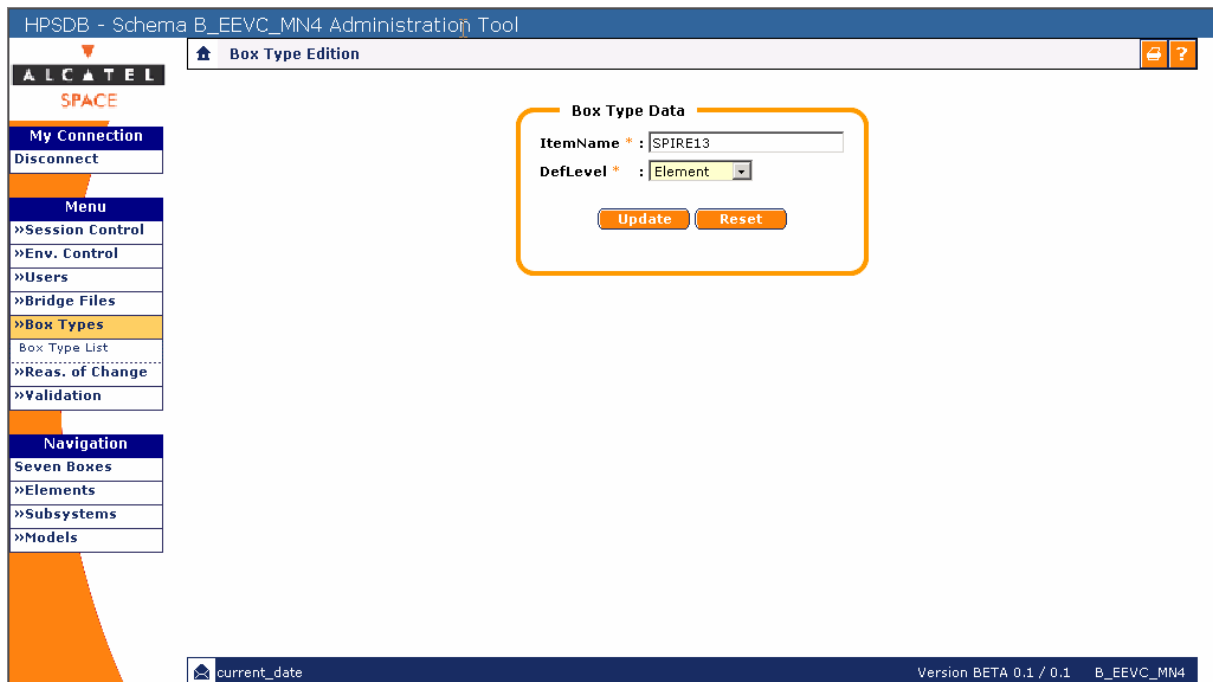 HPSDB - Schema B_EEVC_MN4 Administration Tool
ALCATEL
SPACE
Box Type Edition
?
My Connection
Disconnect
Menu
»Session Control
»Env. Control
»Users
»Bridge Files
»Box Types
Box Type List
»Reas. of Change
»Validation
Navigation
Seven Boxes
»Elements
»Subsystems
»Models
Box Type Data
ItemName * : SPIRE13
DefLevel * : Element
Update Reset
current_date Version BETA 0.1 / 0.1 B_EEVC_MN4